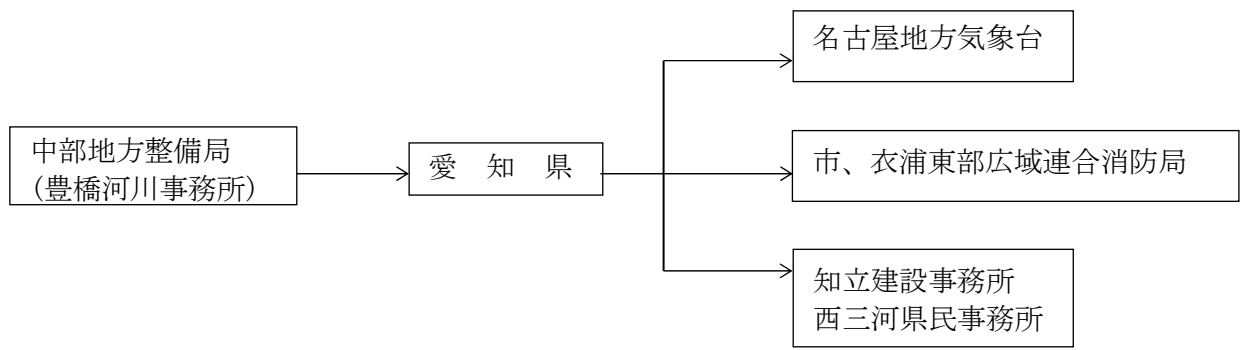 名古屋地方気象台
中部地方整備局
(豊橋河川事務所)
愛 知 県
市、衣浦東部広域連合消防局
知立建設事務所
西三河県民事務所